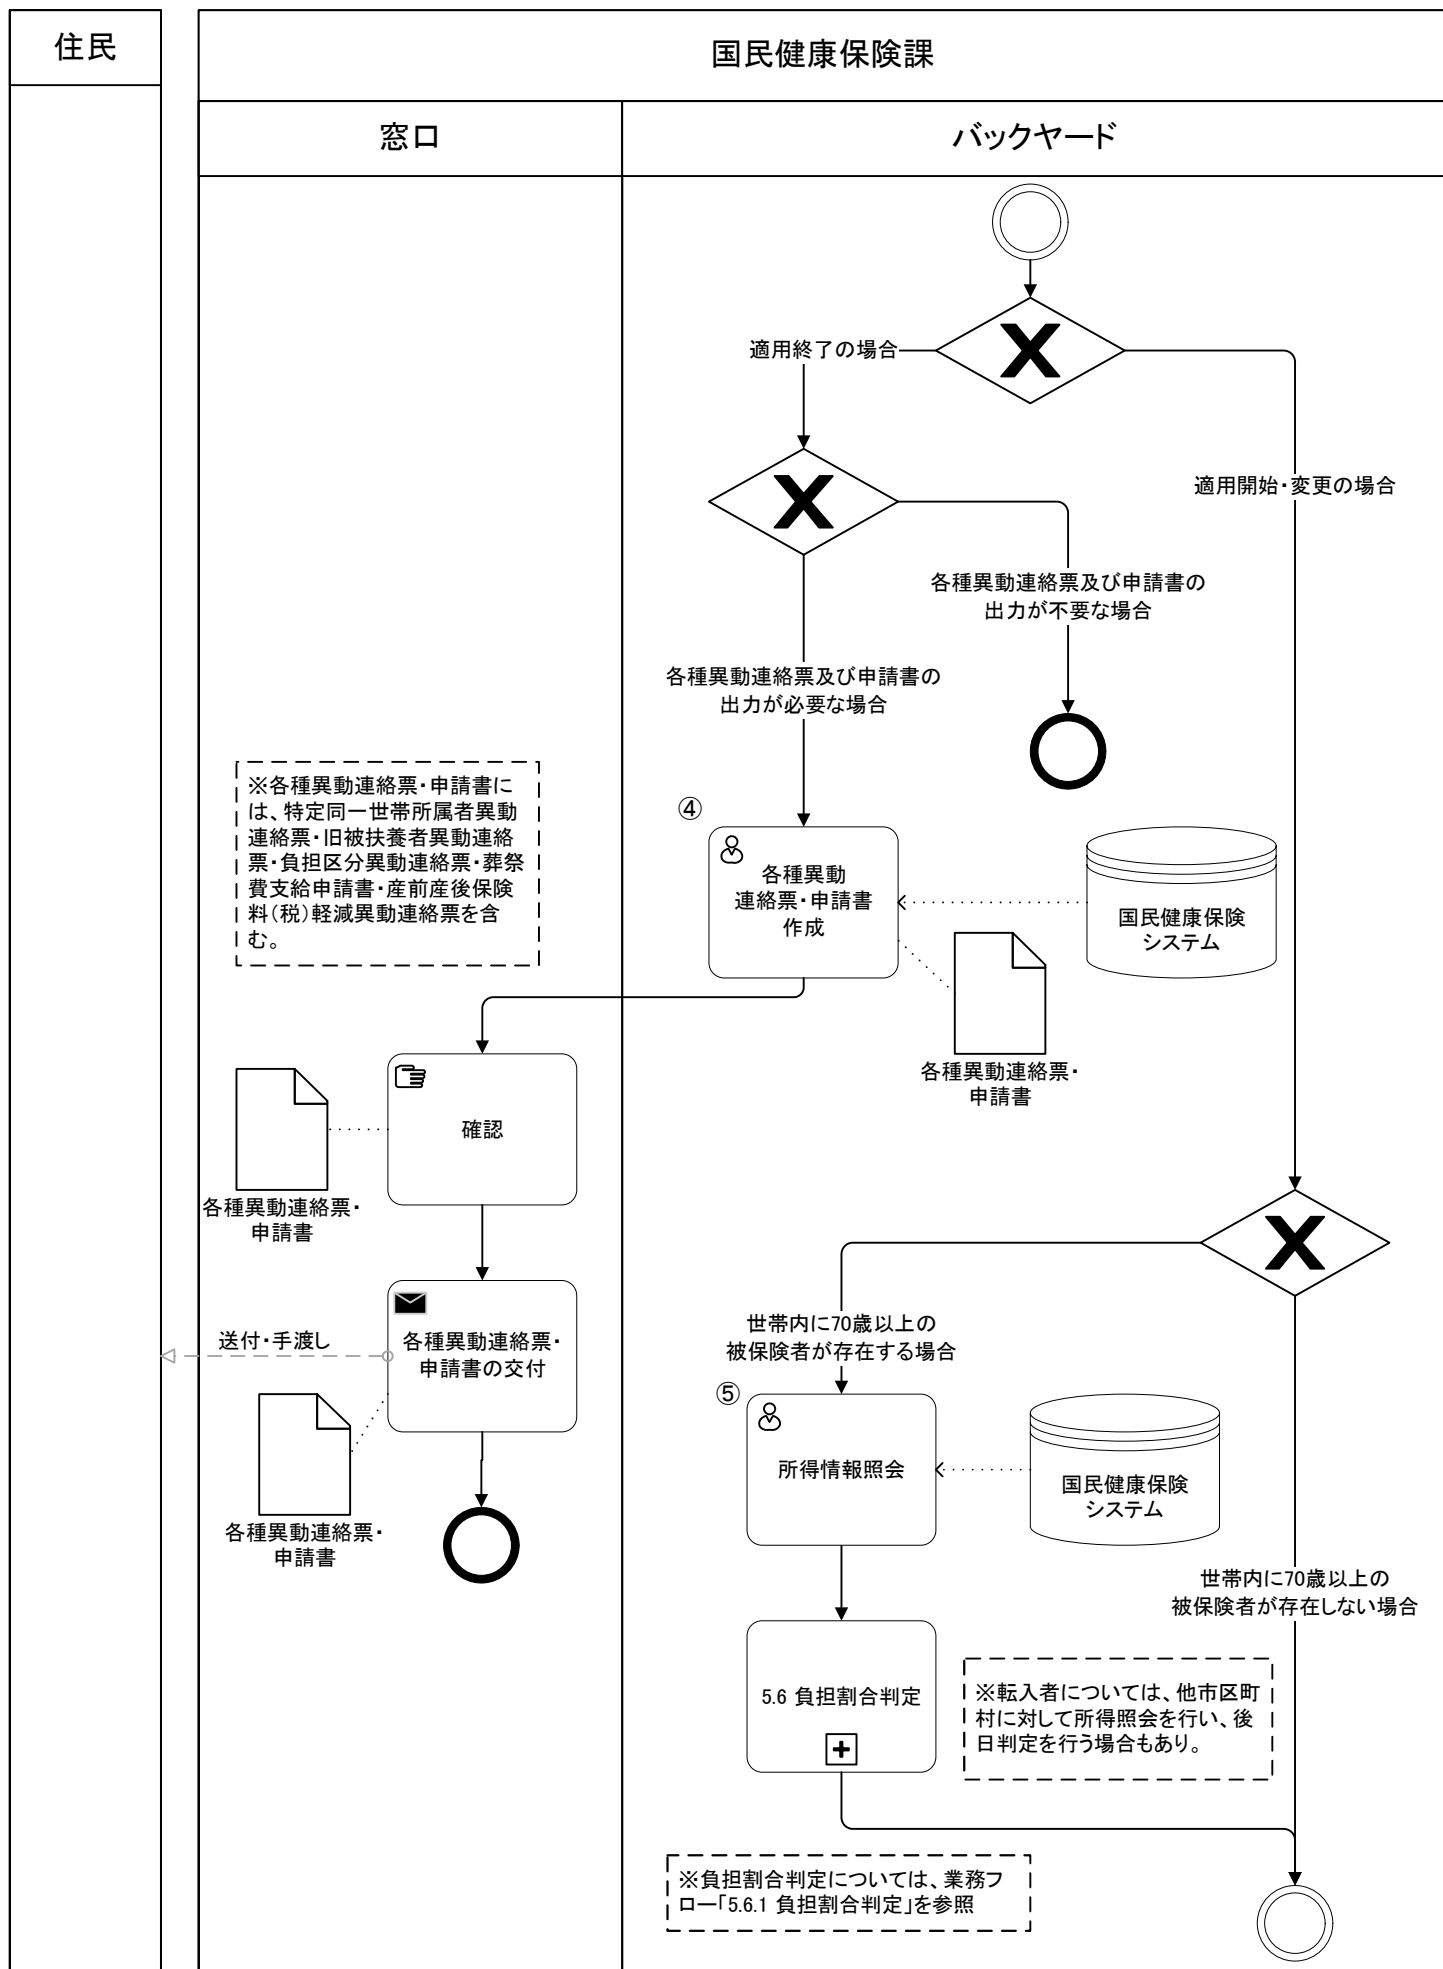 住民
国民健康保険課
窓口
バックヤード
適用終了の場合
適用開始・変更の場合
各種異動連絡票及び申請書の
出力が不要な場合
各種異動連絡票及び申請書の
出力が必要な場合
※各種異動連絡票・申請書に
は、特定同一世帯所属者異動
連絡票・旧被扶養者異動連絡
票・負担区分異動連絡票・葬祭
費支給申請書・産前産後保険
料（税）軽減異動連絡票を含
む。
④
各種異動
連絡票・申請書
作成
国民健康保険
システム
各種異動連絡票・
申請書
確認
各種異動連絡票・
申請書
送付・手渡し
各種異動連絡票・
申請書の交付
各種異動連絡票・
申請書
世帯内に70歳以上の
被保険者が存在する場合
⑤
所得情報照会
国民健康保険
システム
世帯内に70歳以上の
被保険者が存在しない場合
5.6 負担割合判定
※転入者については、他市区町
村に対して所得照会を行い、後
日判定を行う場合もあり。
※負担割合判定については、業務フ
ロー「5.6.1 負担割合判定」を参照